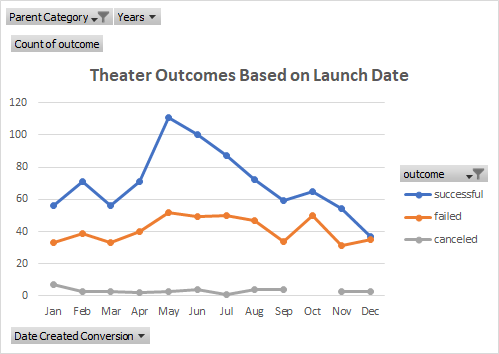 Parent Category Years
Count of outcome
Theater Outcomes Based on Launch Date
120
100
80
60
40
20
0
Jan Feb Mar Apr May Jun Jul Aug Sep Oct Nov Dec
outcome
successful
failed
canceled
Date Created Conversion